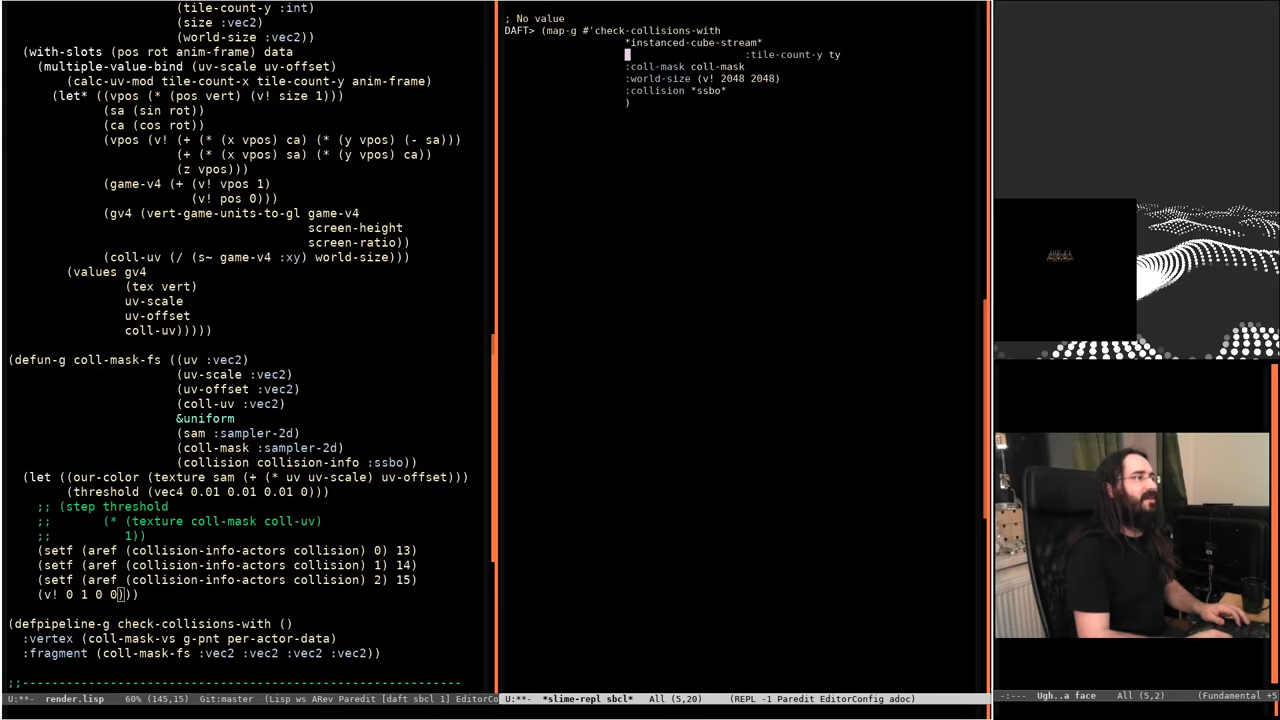 (tile-count-y :int)
(size :vec2)
(world-size :vec2))
(with-slots (pos rot anim-frame) data
(multiple-value-bind (uv-scale uv-offset)
(calc-uv-mod tile-count-x tile-count-y anim-frame)
(let* ((vpos (* (pos vert) (v! size 1)))
(sa (sin rot))
(ca (cos rot))
(vpos (v! (+ (* (x vpos) ca) (* (y vpos) (- sa)))
(+ (* (x vpos) sa) (* (y vpos) ca))
(z vpos)))
(game-v4 (+ (v! vpos 1)
(v! pos 0)))
(gv4 (vert-game-units-to-gl game-v4
screen-height
screen-ratio))
(coll-uv (/ (s~ game-v4 :xy) world-size)))
(values gv4
(tex vert)
uv-scale
uv-offset
coll-uv)))))
(defun-g coll-mask-fs ((uv :vec2)
(uv-scale :vec2)
(uv-offset :vec2)
(coll-uv :vec2)
&uniform
(sam :sampler-2d)
(coll-mask :sampler-2d)
(collision collision-info :ssbo))
(let ((our-color (texture sam (+ (* uv uv-scale) uv-offset)))
(threshold (vec4 0.01 0.01 0.01 0)))
;; (step threshold
;; (* (texture coll-mask coll-uv)
;; 1))
(setf (aref (collision-info-actors collision) 0) 13)
(setf (aref (collision-info-actors collision) 1) 14)
(setf (aref (collision-info-actors collision) 2) 15)
(v! 0 1 0 0)))
(defpipeline-g check-collisions-with ()
:vertex (coll-mask-vs g-pnt per-actor-data)
:fragment (coll-mask-fs :vec2 :vec2 :vec2 :vec2))
;;--------------------------------------------------------------
U:**- render.lisp 60% (145,15) Git:master (Lisp ws ARev Paredit [daft sbcl 1] EditorCo
; No value
DAFT> (map-g #'check-collisions-with
*instanced-cube-stream*
:tile-count-y ty
:coll-mask coll-mask
:world-size (v! 2048 2048)
:collision *ssbo*
)
U:**- *slime-repl sbcl* All (5,20) (REPL -1 Paredit EditorConfig adoc)
-:--- Ugh..a face All (5,2) (Fundamental +5